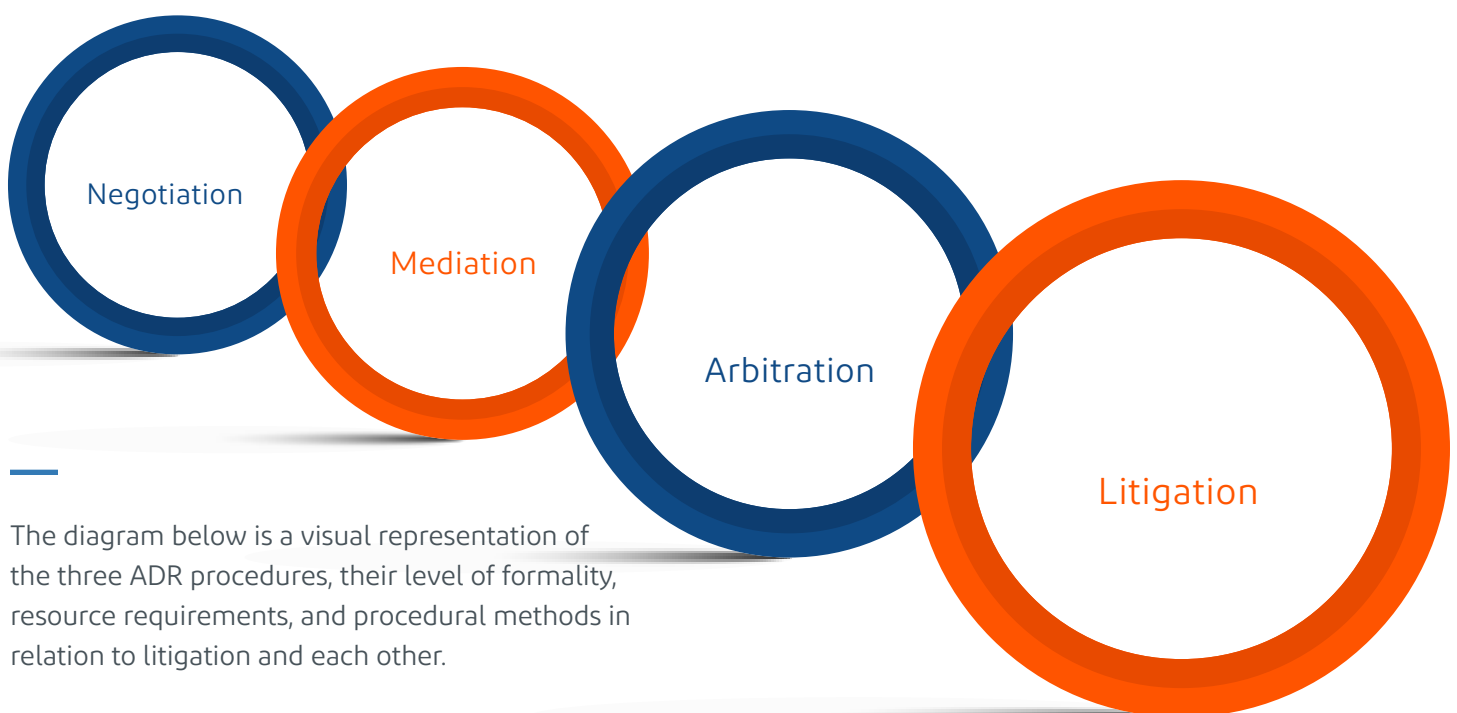 Negotiation
Mediation
Arbitration
Litigation
The diagram below is a visual representation of
the three ADR procedures, their level of formality,
resource requirements, and procedural methods in
relation to litigation and each other.